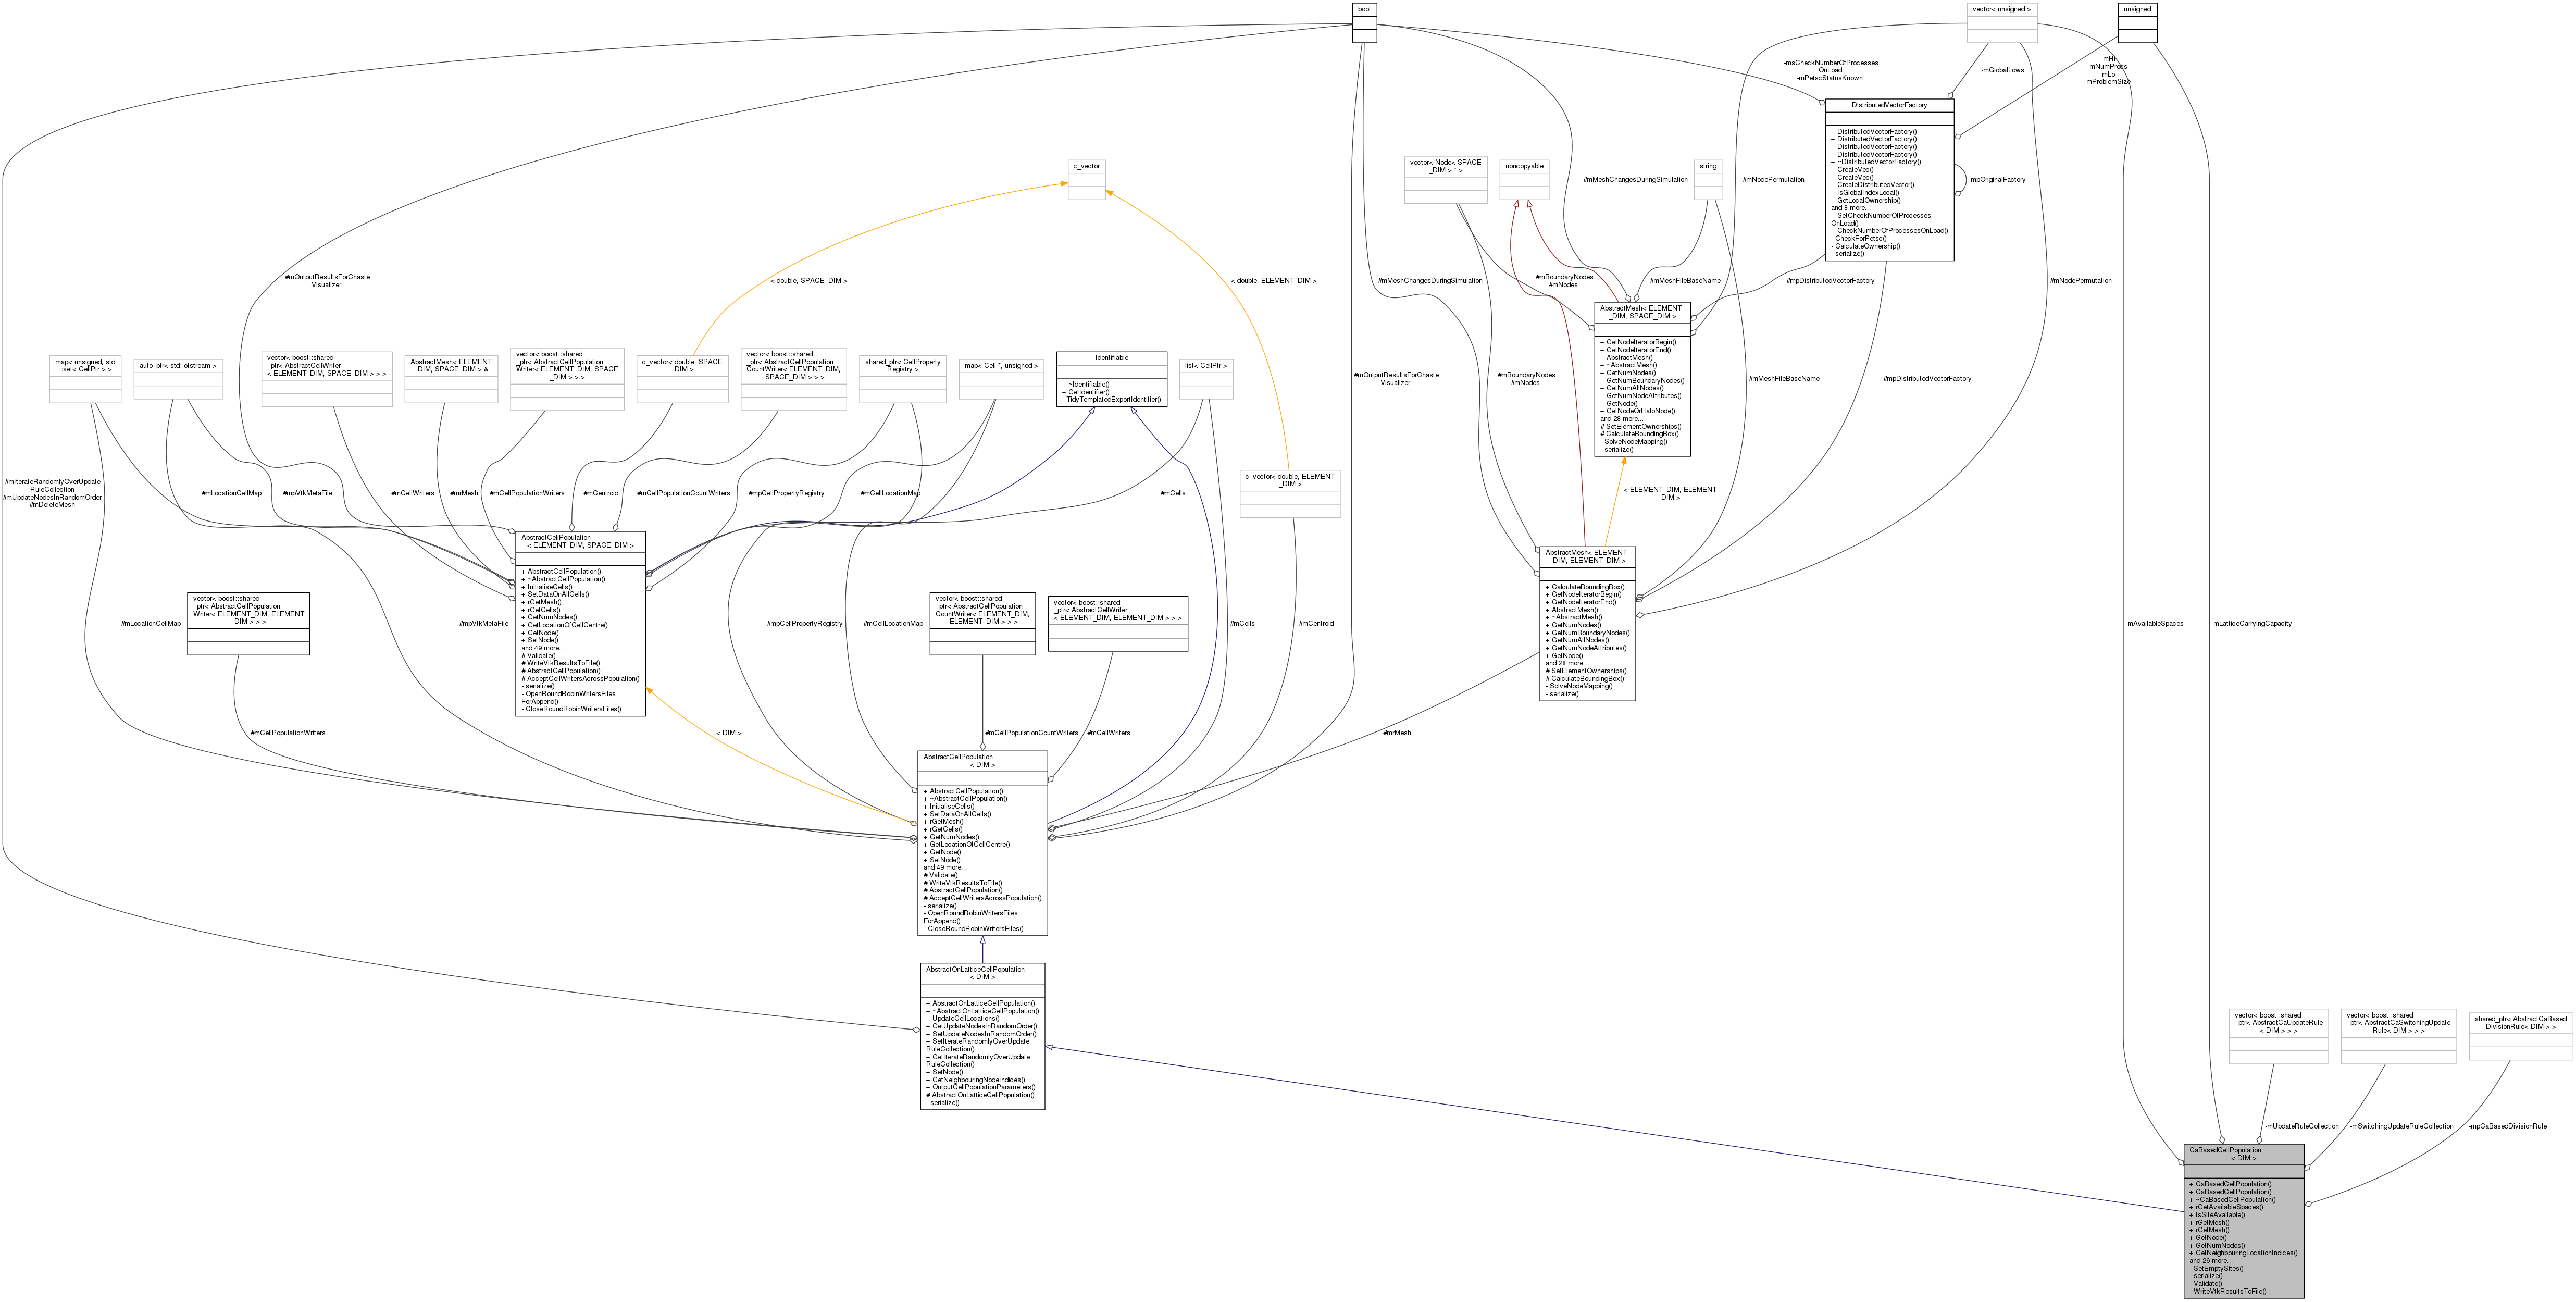 bool
vector< unsigned >
unsigned
-msCheckNumberOfProcesses
OnLoad
-mPetscStatusKnown
-mGlobalLows
-mHi
-mNumProcs
-mLo
-mProblemSize
DistributedVectorFactory
+ DistributedVectorFactory()
+ DistributedVectorFactory()
+ DistributedVectorFactory()
+ DistributedVectorFactory()
+ ~DistributedVectorFactory()
+ CreateVec()
+ CreateVec()
+ CreateDistributedVector()
+ IsGlobalIndexLocal()
+ GetLocalOwnership()
and 8 more...
+ SetCheckNumberOfProcesses
OnLoad()
+ CheckNumberOfProcessesOnLoad()
- CheckForPetsc()
- CalculateOwnership()
- serialize()
-mpOriginalFactory
c_vector
vector< Node< SPACE
_DIM > * >
noncopyable
string
#mMeshChangesDuringSimulation
#mNodePermutation
#mOutputResultsForChaste
Visualizer
< double, SPACE_DIM >
< double, ELEMENT_DIM >
#mMeshChangesDuringSimulation
#mBoundaryNodes
#mNodes
#mMeshFileBaseName
#mpDistributedVectorFactory
#mNodePermutation
AbstractMesh< ELEMENT
_DIM, SPACE_DIM >
+ GetNodeIteratorBegin()
+ GetNodeIteratorEnd()
+ AbstractMesh()
+ ~AbstractMesh()
+ GetNumNodes()
+ GetNumBoundaryNodes()
+ GetNumAllNodes()
+ GetNumNodeAttributes()
+ GetNode()
+ GetNodeOrHaloNode()
and 28 more...
# SetElementOwnerships()
# CalculateBoundingBox()
- SolveNodeMapping()
- serialize()
map< unsigned, std
::set< CellPtr > >
auto_ptr< std::ofstream >
vector< boost::shared
_ptr< AbstractCellWriter
< ELEMENT_DIM, SPACE_DIM > > >
AbstractMesh< ELEMENT
_DIM, SPACE_DIM > &
vector< boost::shared
_ptr< AbstractCellPopulation
Writer< ELEMENT_DIM, SPACE
_DIM > > >
c_vector< double, SPACE
_DIM >
vector< boost::shared
_ptr< AbstractCellPopulation
CountWriter< ELEMENT_DIM,
SPACE_DIM > > >
shared_ptr< CellProperty
Registry >
map< Cell *, unsigned >
Identifiable
+ ~Identifiable()
+ GetIdentifier()
- TidyTemplatedExportIdentifier()
list< CellPtr >
#mOutputResultsForChaste
Visualizer
#mBoundaryNodes
#mNodes
#mMeshFileBaseName
#mpDistributedVectorFactory
c_vector< double, ELEMENT
_DIM >
< ELEMENT_DIM, ELEMENT
_DIM >
#mIterateRandomlyOverUpdate
RuleCollection
#mUpdateNodesInRandomOrder
#mDeleteMesh
#mLocationCellMap
#mpVtkMetaFile
#mCellWriters
#mrMesh
#mCellPopulationWriters
#mCentroid
#mCellPopulationCountWriters
#mpCellPropertyRegistry
#mCellLocationMap
#mCells
AbstractCellPopulation
< ELEMENT_DIM, SPACE_DIM >
+ AbstractCellPopulation()
+ ~AbstractCellPopulation()
+ InitialiseCells()
+ SetDataOnAllCells()
+ rGetMesh()
+ rGetCells()
+ GetNumNodes()
+ GetLocationOfCellCentre()
+ GetNode()
+ SetNode()
and 49 more...
# Validate()
# WriteVtkResultsToFile()
# AbstractCellPopulation()
# AcceptCellWritersAcrossPopulation()
- serialize()
- OpenRoundRobinWritersFiles
ForAppend()
- CloseRoundRobinWritersFiles()
AbstractMesh< ELEMENT
_DIM, ELEMENT_DIM >
+ CalculateBoundingBox()
+ GetNodeIteratorBegin()
+ GetNodeIteratorEnd()
+ AbstractMesh()
+ ~AbstractMesh()
+ GetNumNodes()
+ GetNumBoundaryNodes()
+ GetNumAllNodes()
+ GetNumNodeAttributes()
+ GetNode()
and 28 more...
# SetElementOwnerships()
# CalculateBoundingBox()
- SolveNodeMapping()
- serialize()
vector< boost::shared
_ptr< AbstractCellPopulation
Writer< ELEMENT_DIM, ELEMENT
_DIM > > >
vector< boost::shared
_ptr< AbstractCellPopulation
CountWriter< ELEMENT_DIM,
ELEMENT_DIM > > >
vector< boost::shared
_ptr< AbstractCellWriter
< ELEMENT_DIM, ELEMENT_DIM > > >
#mLocationCellMap
#mpVtkMetaFile
#mpCellPropertyRegistry
#mCellLocationMap
#mCells
#mCentroid
-mAvailableSpaces
-mLatticeCarryingCapacity
#mCellPopulationWriters
< DIM >
#mCellPopulationCountWriters
#mCellWriters
#mrMesh
AbstractCellPopulation
< DIM >
+ AbstractCellPopulation()
+ ~AbstractCellPopulation()
+ InitialiseCells()
+ SetDataOnAllCells()
+ rGetMesh()
+ rGetCells()
+ GetNumNodes()
+ GetLocationOfCellCentre()
+ GetNode()
+ SetNode()
and 49 more...
# Validate()
# WriteVtkResultsToFile()
# AbstractCellPopulation()
# AcceptCellWritersAcrossPopulation()
- serialize()
- OpenRoundRobinWritersFiles
ForAppend()
- CloseRoundRobinWritersFiles()
AbstractOnLatticeCellPopulation
< DIM >
+ AbstractOnLatticeCellPopulation()
+ ~AbstractOnLatticeCellPopulation()
+ UpdateCellLocations()
+ GetUpdateNodesInRandomOrder()
+ SetUpdateNodesInRandomOrder()
+ SetIterateRandomlyOverUpdate
RuleCollection()
+ GetIterateRandomlyOverUpdate
RuleCollection()
+ SetNode()
+ GetNeighbouringNodeIndices()
+ OutputCellPopulationParameters()
# AbstractOnLatticeCellPopulation()
- serialize()
vector< boost::shared
_ptr< AbstractCaUpdateRule
< DIM > > >
vector< boost::shared
_ptr< AbstractCaSwitchingUpdate
Rule< DIM > > >
shared_ptr< AbstractCaBased
DivisionRule< DIM > >
-mUpdateRuleCollection
-mSwitchingUpdateRuleCollection
-mpCaBasedDivisionRule
CaBasedCellPopulation
< DIM >
+ CaBasedCellPopulation()
+ CaBasedCellPopulation()
+ ~CaBasedCellPopulation()
+ rGetAvailableSpaces()
+ IsSiteAvailable()
+ rGetMesh()
+ rGetMesh()
+ GetNode()
+ GetNumNodes()
+ GetNeighbouringLocationIndices()
and 26 more...
- SetEmptySites()
- serialize()
- Validate()
- WriteVtkResultsToFile()